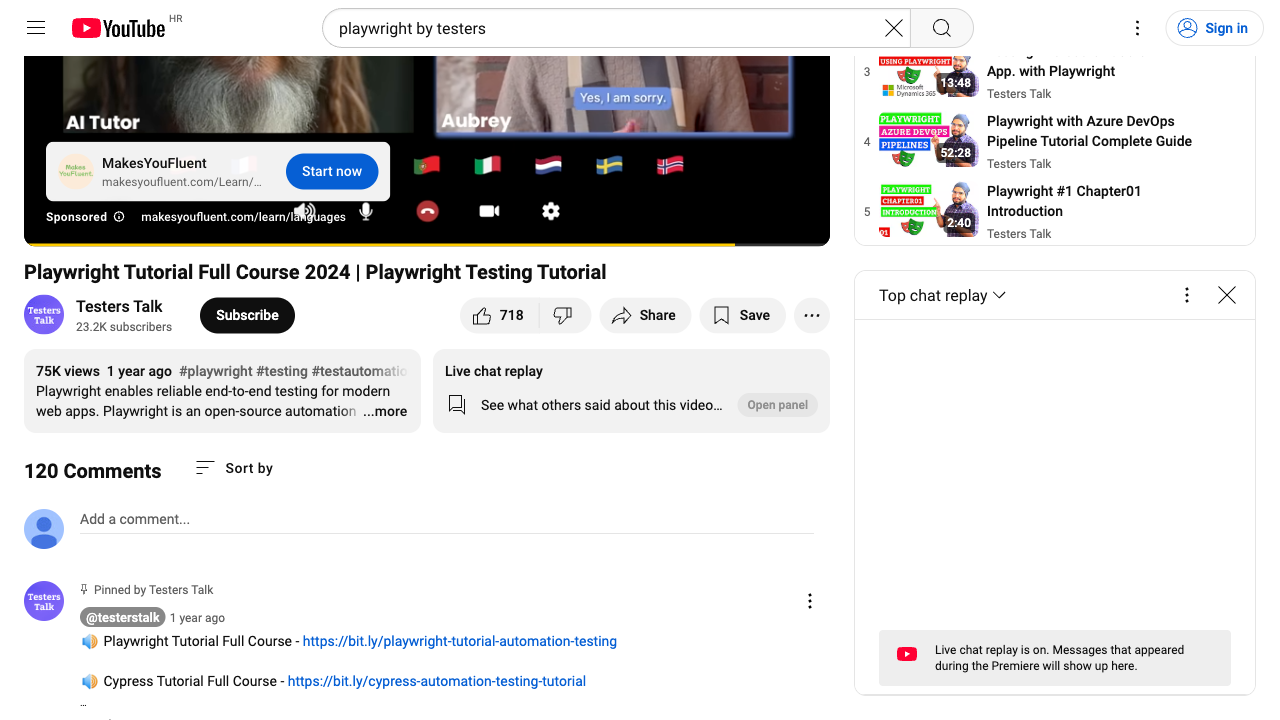 YouTube HR
playwright by testers
Sign in
AI Tutor
Yes, I am sorry.
Aubrey
MakesYouFluent
makesyoufluent.com/Learn/...
Start now
Sponsored
makesyoufluent.com/learn/languages
3
USING PLAYWRIGHT
Microsoft
Dynamics 365
13:48
App. with Playwright
Testers Talk
4
PLAYWRIGHT
AZURE DEVOPS
PIPELINES
52:28
Playwright with Azure DevOps
Pipeline Tutorial Complete Guide
Testers Talk
5
PLAYWRIGHT
CHAPTER01
INTRODUCTION
2:40
Playwright #1 Chapter01
Introduction
Testers Talk
Playwright Tutorial Full Course 2024 | Playwright Testing Tutorial
Testers Talk
Testers Talk
23.2K subscribers
Subscribe
718
Share
Save
75K views 1 year ago #playwright #testing #testautomatio
Playwright enables reliable end-to-end testing for modern
web apps. Playwright is an open-source automation ...more
Live chat replay
See what others said about this video...
Open panel
Top chat replay
120 Comments
Sort by
Add a comment...
Testers Talk
Pinned by Testers Talk
@testerstalk 1 year ago
Playwright Tutorial Full Course - https://bit.ly/playwright-tutorial-automation-testing
Cypress Tutorial Full Course - https://bit.ly/cypress-automation-testing-tutorial
...
Live chat replay is on. Messages that appeared
during the Premiere will show up here.